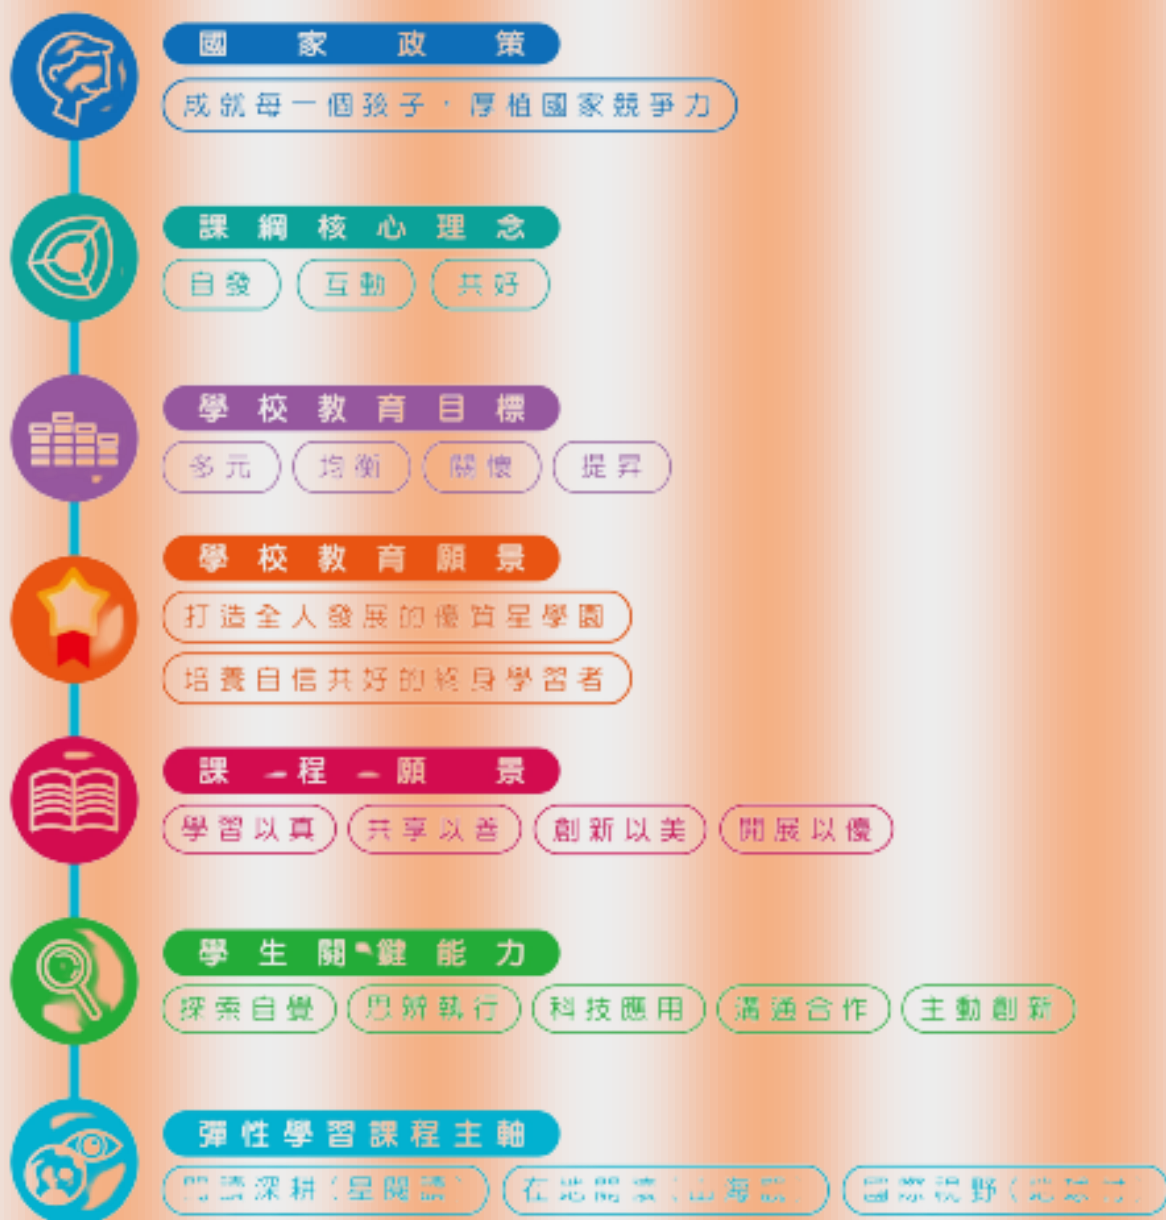 國家政策
成就每一個孩子，厚植國家競爭力
課綱核心理念
自發 互動 共好
學校教育目標
多元 均衡 關懷 提昇
學校教育願景
打造全人發展的優質星學園
培養自信共好的終身學習者
課程願景
學習以真 共享以善 創新以美 開展以優
學生關鍵能力
探索自覺 思辨執行 科技應用 溝通合作 主動創新
彈性學習課程主軸
閱讀深耕(星閱讀) 在地關懷(山海 國際視野(地球村)